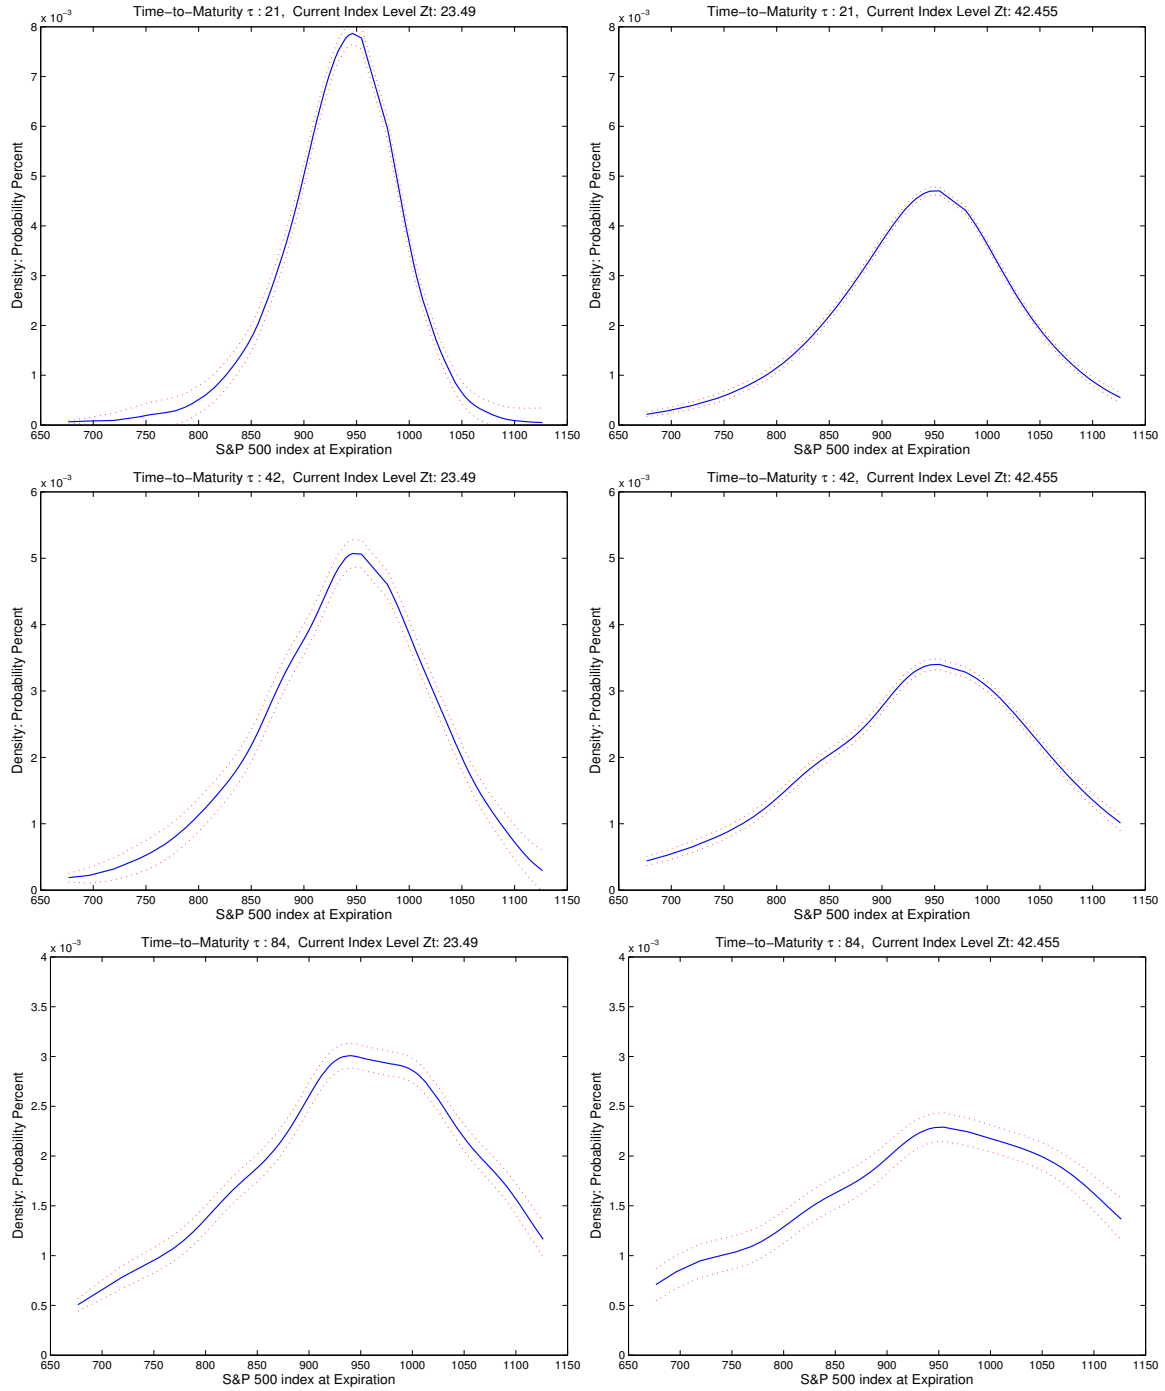 Time−to−Maturity τ : 21, Current Index Level Zt: 23.49
x 10⁻³
8
7
6
5
4
3
2
1
0
Density: Probability Percent
650 700 750 800 850 900 950 1000 1050 1100 1150
S&P 500 index at Expiration
Time−to−Maturity τ : 21, Current Index Level Zt: 42.455
x 10⁻³
8
7
6
5
4
3
2
1
0
Density: Probability Percent
650 700 750 800 850 900 950 1000 1050 1100 1150
S&P 500 index at Expiration
Time−to−Maturity τ : 42, Current Index Level Zt: 23.49
x 10⁻³
6
5
4
3
2
1
0
Density: Probability Percent
650 700 750 800 850 900 950 1000 1050 1100 1150
S&P 500 index at Expiration
Time−to−Maturity τ : 42, Current Index Level Zt: 42.455
x 10⁻³
6
5
4
3
2
1
0
Density: Probability Percent
650 700 750 800 850 900 950 1000 1050 1100 1150
S&P 500 index at Expiration
Time−to−Maturity τ : 84, Current Index Level Zt: 23.49
x 10⁻³
4
3.5
3
2.5
2
1.5
1
0.5
0
Density: Probability Percent
650 700 750 800 850 900 950 1000 1050 1100 1150
S&P 500 index at Expiration
Time−to−Maturity τ : 84, Current Index Level Zt: 42.455
x 10⁻³
4
3.5
3
2.5
2
1.5
1
0.5
0
Density: Probability Percent
650 700 750 800 850 900 950 1000 1050 1100 1150
S&P 500 index at Expiration